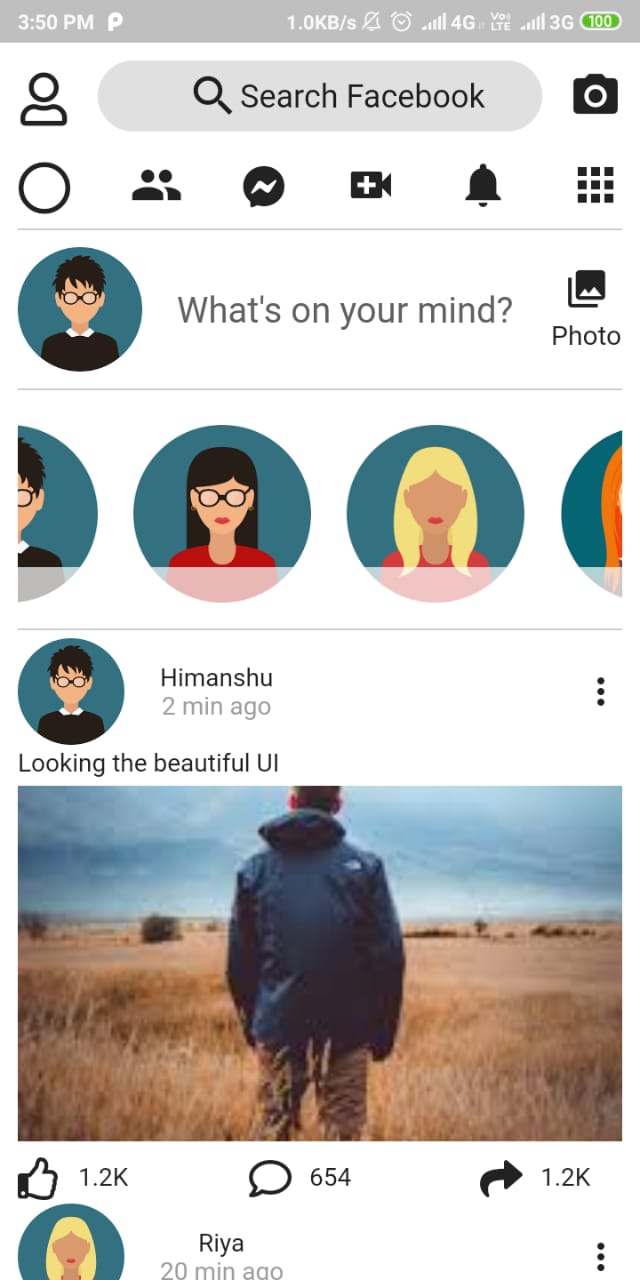 3:50 PM 1.0KB/s 4G Vo) LTE 3G 100
Search Facebook
What's on your mind?
Photo
Himanshu
2 min ago
Looking the beautiful UI
1.2K 654 1.2K
Riya
20 min ago